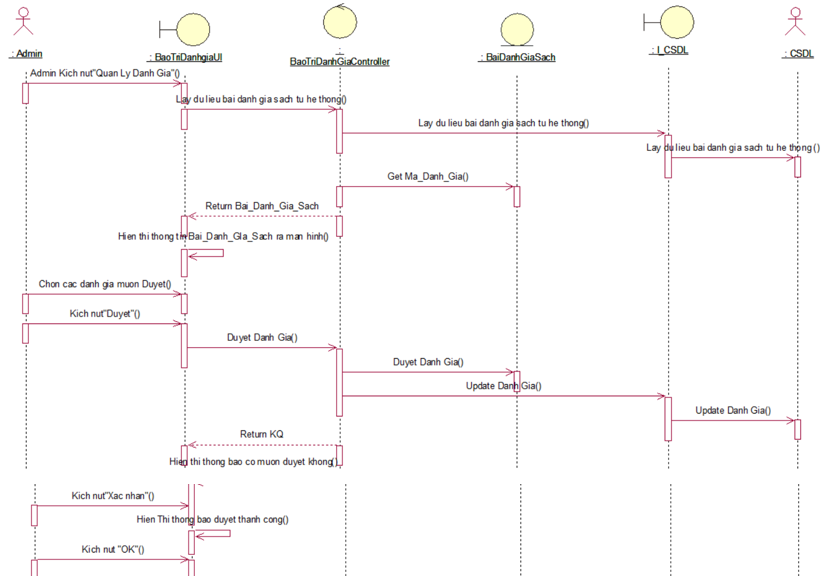 : Admin
: BaoTriDanhgiaUI
: BaoTriDanhGiaController
: BaiDanhGiaSach
: I_CSDL
: CSDL
Admin Kich nut"Quan Ly Danh Gia"()
Lay du lieu bai danh gia sach tu he thong()
Lay du lieu bai danh gia sach tu he thong()
Lay du lieu bai danh gia sach tu he thong ()
Get Ma_Danh_Gia()
Return Bai_Danh_Gia_Sach
Hien thi thong tin Bai_Danh_GIa_Sach ra man hinh()
Chon cac danh gia muon Duyet()
Kich nut"Duyet"()
Duyet Danh Gia()
Duyet Danh Gia()
Update Danh Gia()
Update Danh Gia()
Return KQ
Hien thi thong bao co muon duyet khong()
Kich nut"Xac nhan"()
Hien Thi thong bao duyet thanh cong()
Kich nut "OK"()